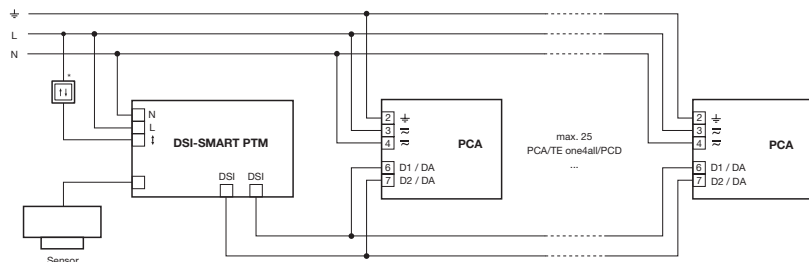 ⏚
L
N
*
↑↓
N
L
↕
DSI-SMART PTM
DSI DSI
Sensor
2 ⏚
3 ~
4 ~
PCA
6 D1 / DA
7 D2 / DA
max. 25
PCA/TE one4all/PCD
...
2 ⏚
3 ~
4 ~
PCA
6 D1 / DA
7 D2 / DA